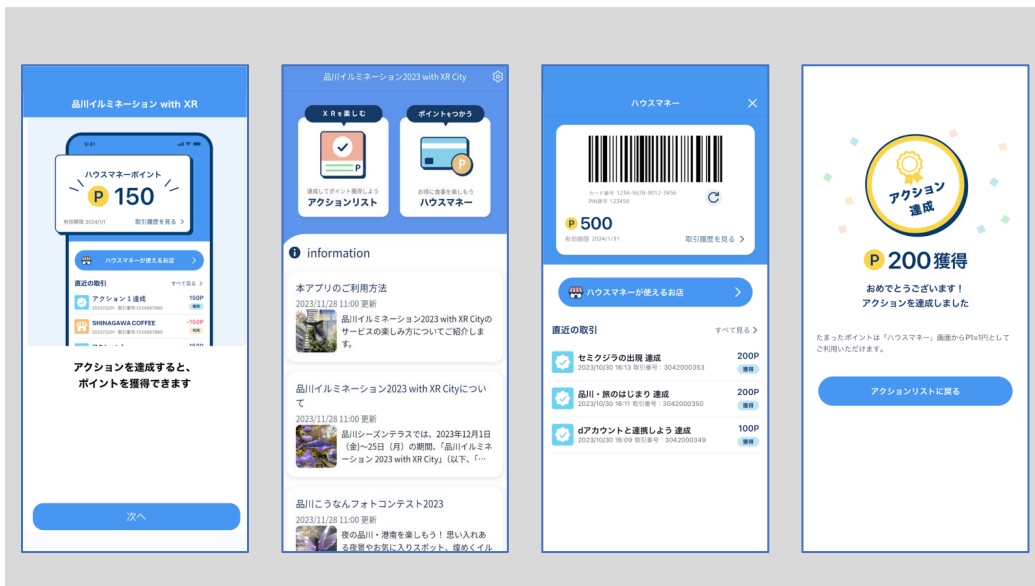 品川イルミネーション with XR
9:41
ハウスマネーポイント
P 150
有効期限 2024/1/1
取引履歴を見る
ハウスマネーが使えるお店
直近の取引
すべて見る
アクション1達成
150P
獲得
SHINAGAWA COFFEE
-150P
アクションを達成すると、
ポイントを獲得できます
次へ
品川イルミネーション2023 with XR City
XRを楽しむ
P
達成してポイント獲得しよう
アクションリスト
ポイントをつかう
P
お得に食事を楽しもう
ハウスマネー
information
本アプリのご利用方法
2023/11/28 11:00 更新
品川イルミネーション2023 with XR Cityの
サービスの楽しみ方についてご紹介しま
す。
品川イルミネーション2023 with XR Cityについ
て
2023/11/28 11:00 更新
品川シーズンテラスでは、2023年12月1日
(金)~25日(月)の期間、「品川イルミネ
ーション 2023 with XR City」(以下、「…
品川こうなんフォトコンテスト2023
2023/11/28 11:00 更新
夜の品川・港南を楽しもう！思い入れあ
る夜景やお気に入りスポット、煌めくイル
ハウスマネー
カード番号 1234-5678-9012-3456
PIN番号 123456
P 500
有効期限 2024/1/31
取引履歴を見る
ハウスマネーが使えるお店
直近の取引
すべて見る
セミクジラの出現 達成
200P
2023/10/30 16:13 取引番号：3042000353
獲得
品川・旅のはじまり 達成
200P
2023/10/30 16:11 取引番号：3042000350
獲得
dアカウントと連携しよう 達成
100P
2023/10/30 16:09 取引番号：3042000349
獲得
アクション
達成
P 200 獲得
おめでとうございます！
アクションを達成しました
たまったポイントは「ハウスマネー」画面からP1=1円として
ご利用いただけます。
アクションリストに戻る